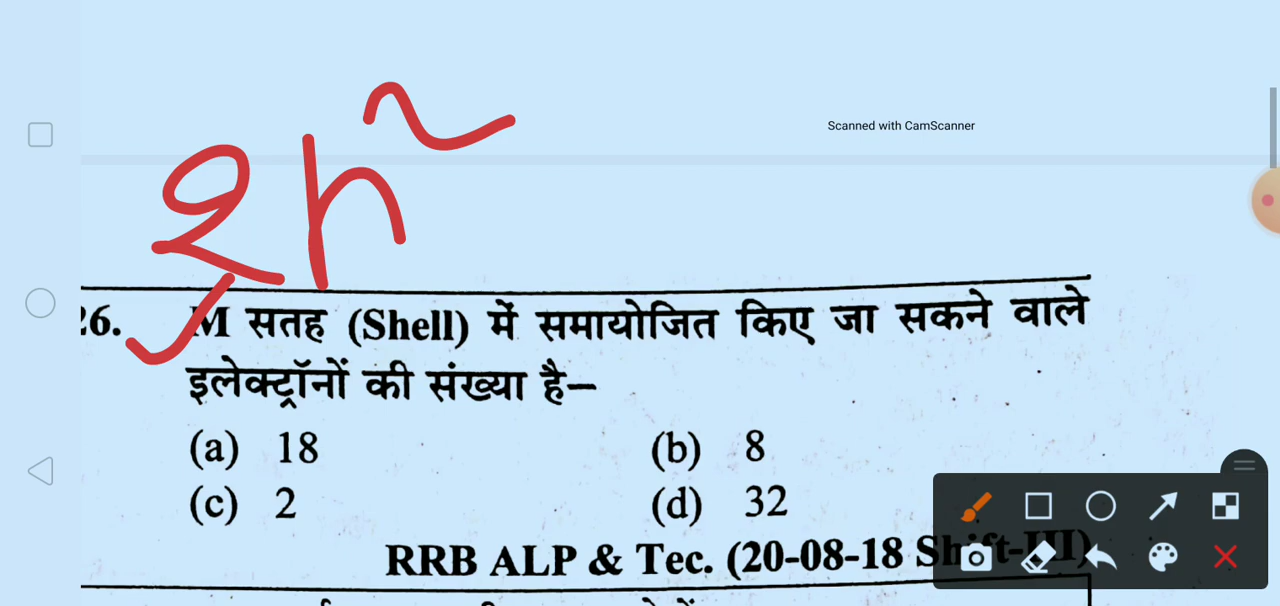 Scanned with CamScanner
2n²
26. M सतह (Shell) में समायोजित किए जा सकने वाले
इलेक्ट्रॉनों की संख्या है–
(a) 18 (b) 8
(c) 2 (d) 32
RRB ALP & Tec. (20-08-18 Shift-III)